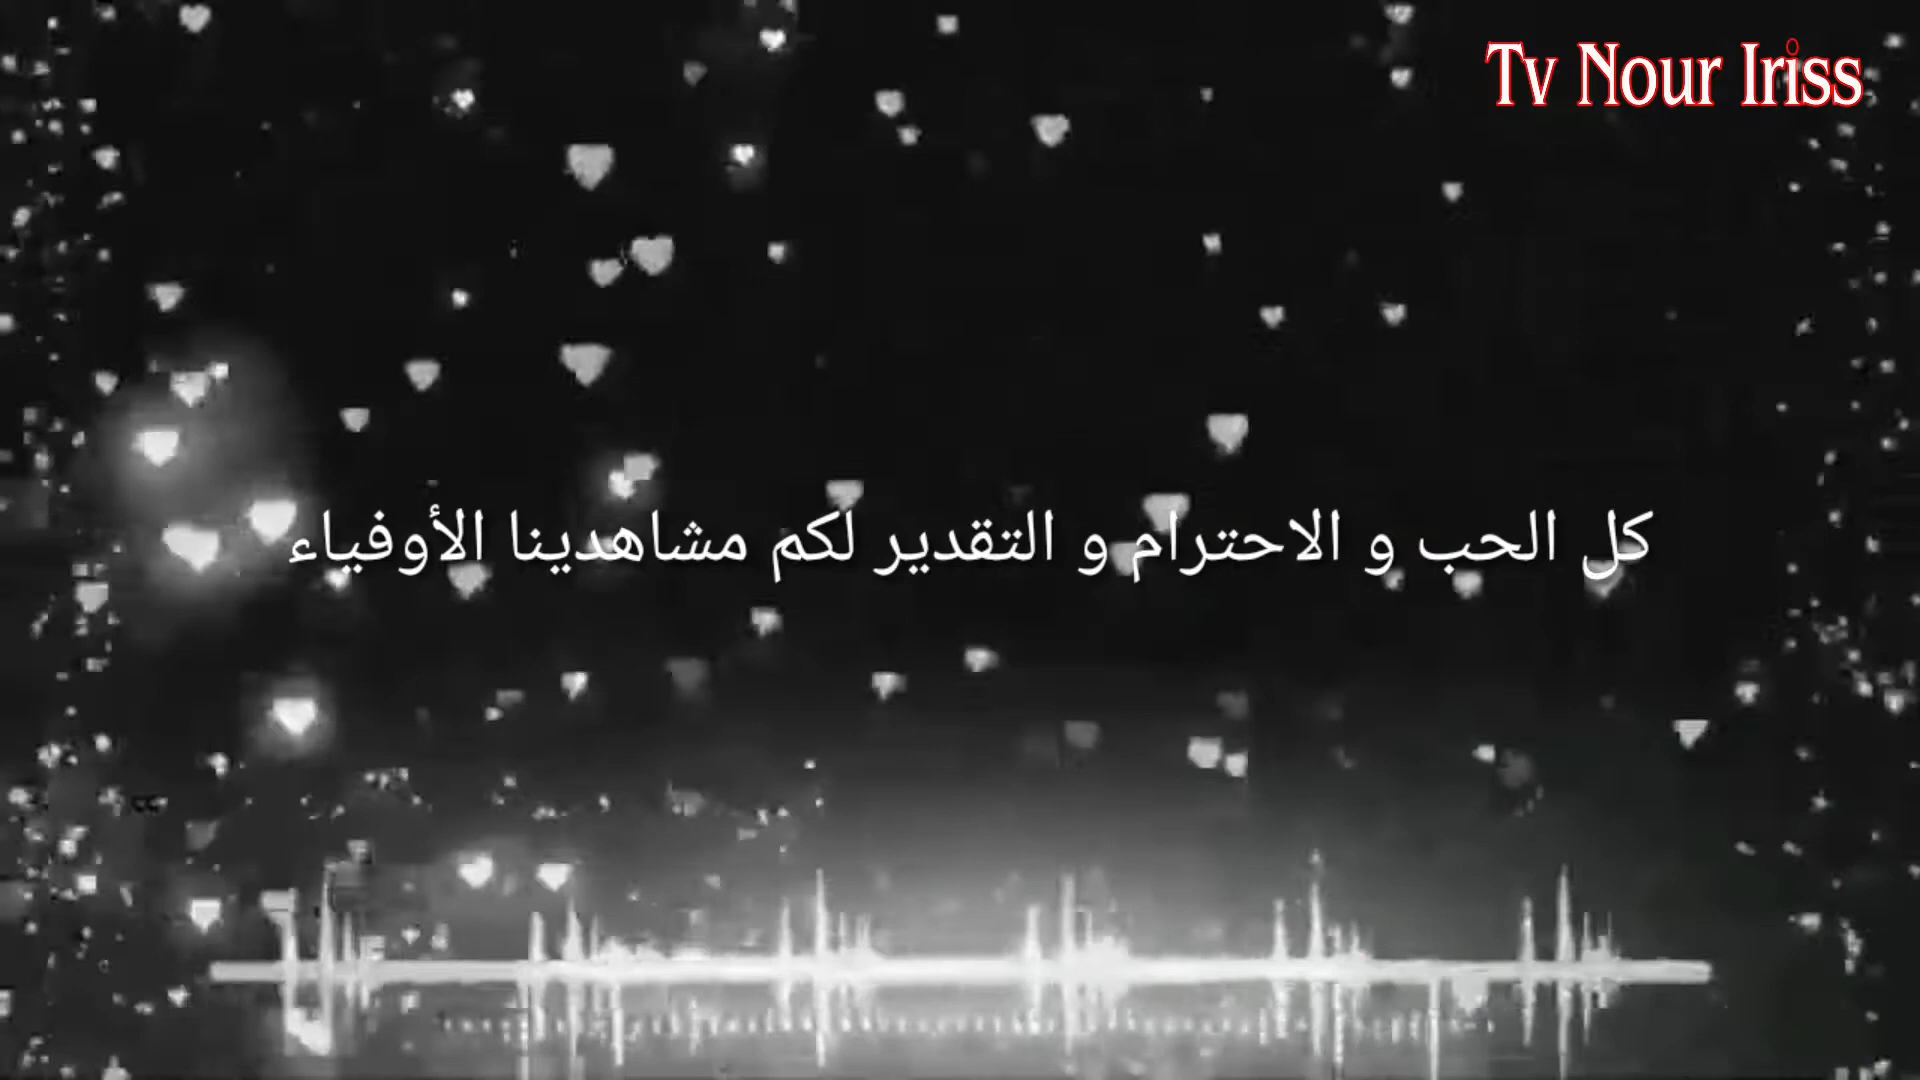 Tv Nour Iriss
كل الحب و الاحترام و التقدير لكم مشاهدينا الأوفياء